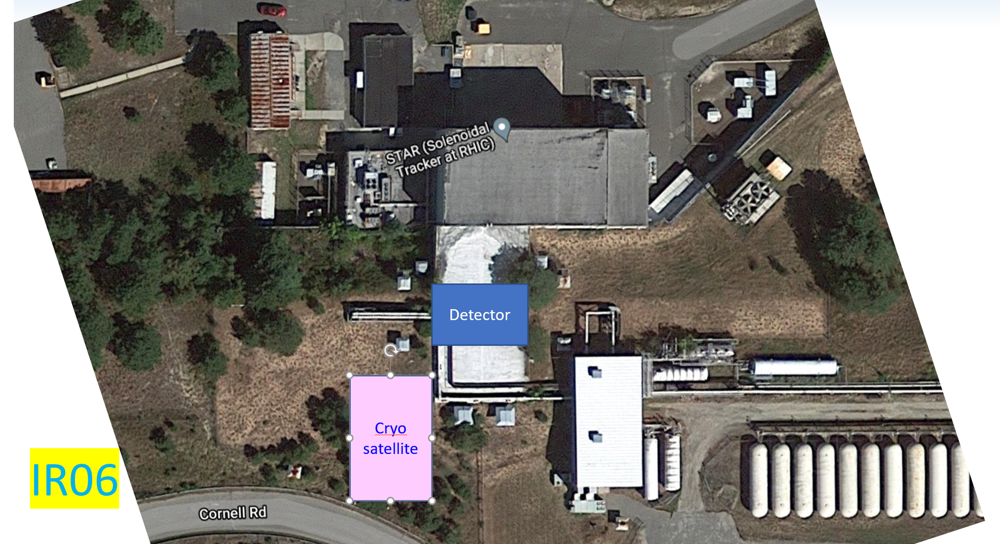 STAR (Solenoidal
Tracker at RHIC)
Detector
Cryo
satellite
IR06
Cornell Rd